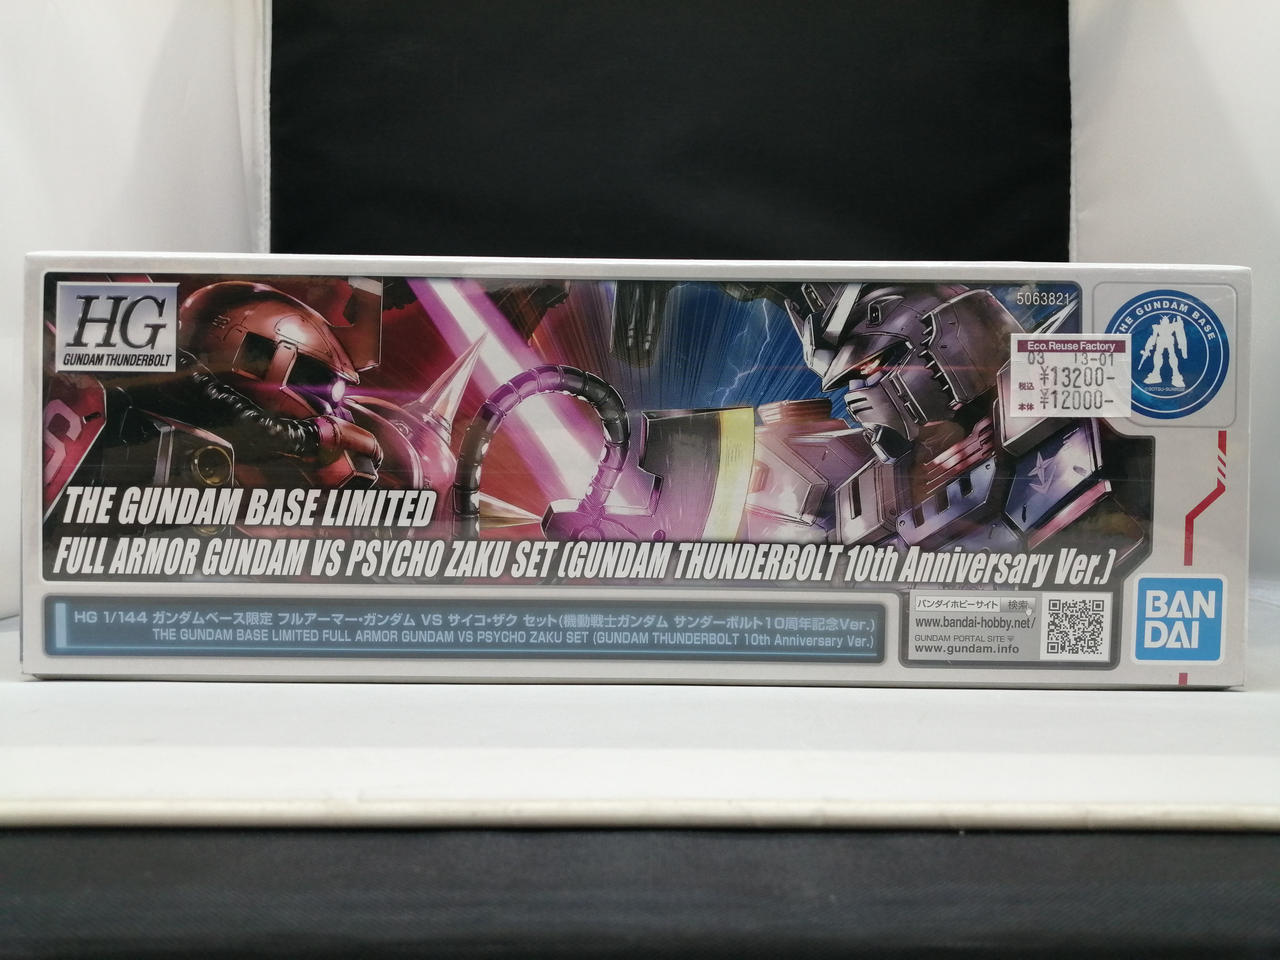 HG
GUNDAM THUNDERBOLT
5063821
THE GUNDAM BASE
©SOTSU・SUNRISE
Eco.Reuse Factory
03 13-01
税込 ¥13200-
本体 ¥12000-
THE GUNDAM BASE LIMITED
FULL ARMOR GUNDAM VS PSYCHO ZAKU SET (GUNDAM THUNDERBOLT 10th Anniversary Ver.)
HG 1/144 ガンダムベース限定 フルアーマー・ガンダム VS サイコ・ザク セット(機動戦士ガンダム サンダーボルト10周年記念Ver.)
THE GUNDAM BASE LIMITED FULL ARMOR GUNDAM VS PSYCHO ZAKU SET (GUNDAM THUNDERBOLT 10th Anniversary Ver.)
バンダイホビーサイト 検索
www.bandai-hobby.net/
GUNDAM PORTAL SITE
www.gundam.info
BAN
DAI